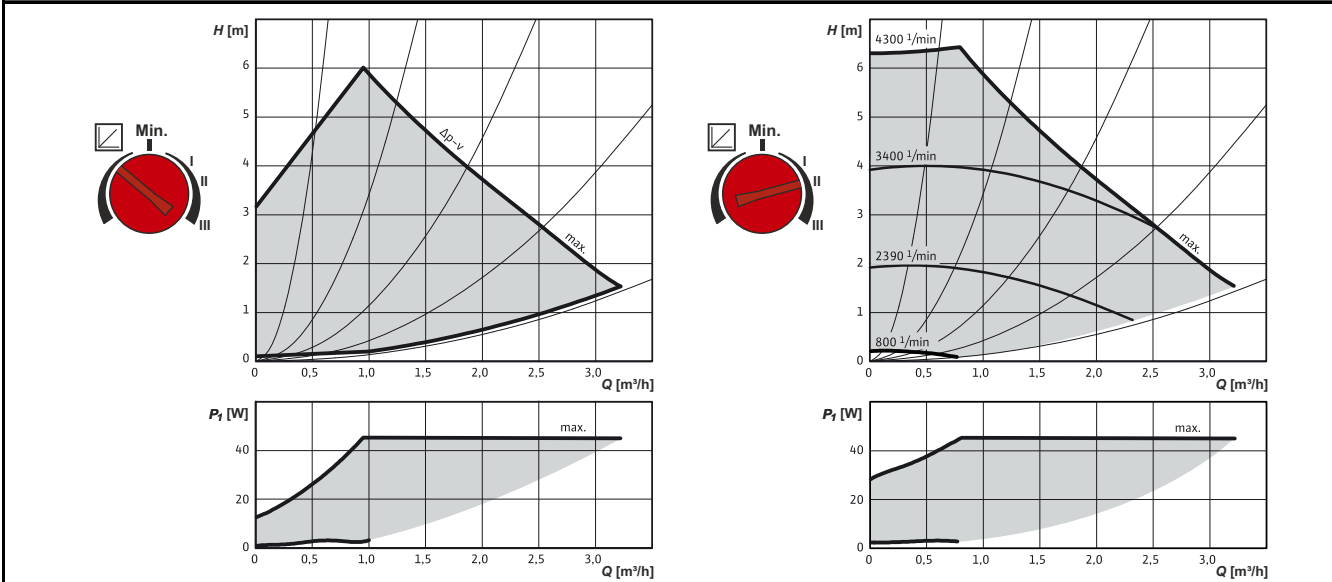 H [m]
6
5
4
3
2
1
0
Δp-v
max.
0 0,5 1,0 1,5 2,0 2,5 3,0
Q [m³/h]
Min.
I
II
III
P₁ [W]
40
20
0
max.
0 0,5 1,0 1,5 2,0 2,5 3,0
Q [m³/h]
H [m]
6
5
4
3
2
1
0
4300 ¹/min
3400 ¹/min
2390 ¹/min
800 ¹/min
max.
0 0,5 1,0 1,5 2,0 2,5 3,0
Q [m³/h]
Min.
I
II
III
P₁ [W]
40
20
0
max.
0 0,5 1,0 1,5 2,0 2,5 3,0
Q [m³/h]